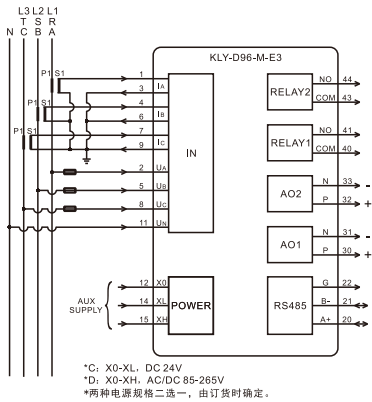 L3 L2 L1
T S R
N C B A
KLY-D96-M-E3
P1 S1
P1 S1
P1 S1
1 IA
3
4 IB
6
7 IC
9
2 UA
5 UB
8 UC
11 UN
IN
RELAY2
NO 44
COM 43
RELAY1
NO 41
COM 40
AO2
N 33 -
P 32 +
AO1
N 31 -
P 30 +
AUX
SUPPLY
12 X0
14 XL
15 XH
POWER
RS485
G 22
B- 21
A+ 20
*C: X0-XL, DC 24V
*D: X0-XH, AC/DC 85-265V
*两种电源规格二选一，由订货时确定。